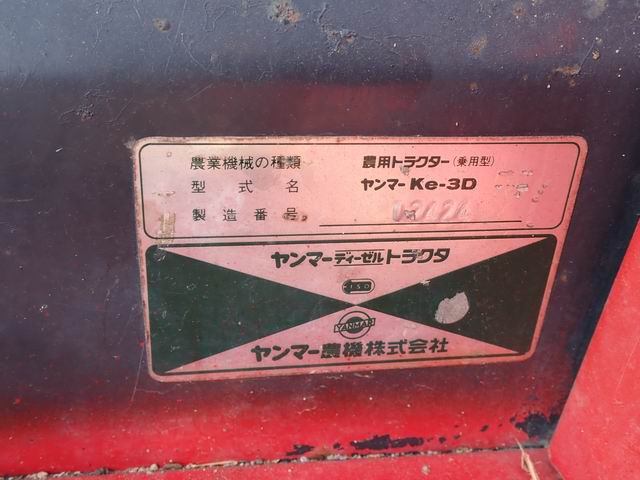 農業機械の種類 農用トラクター(乗用型)
型式名 ヤンマー Ke-3D
製造番号
ヤンマーディーゼルトラクタ
YANMAR
ヤンマー農機株式会社